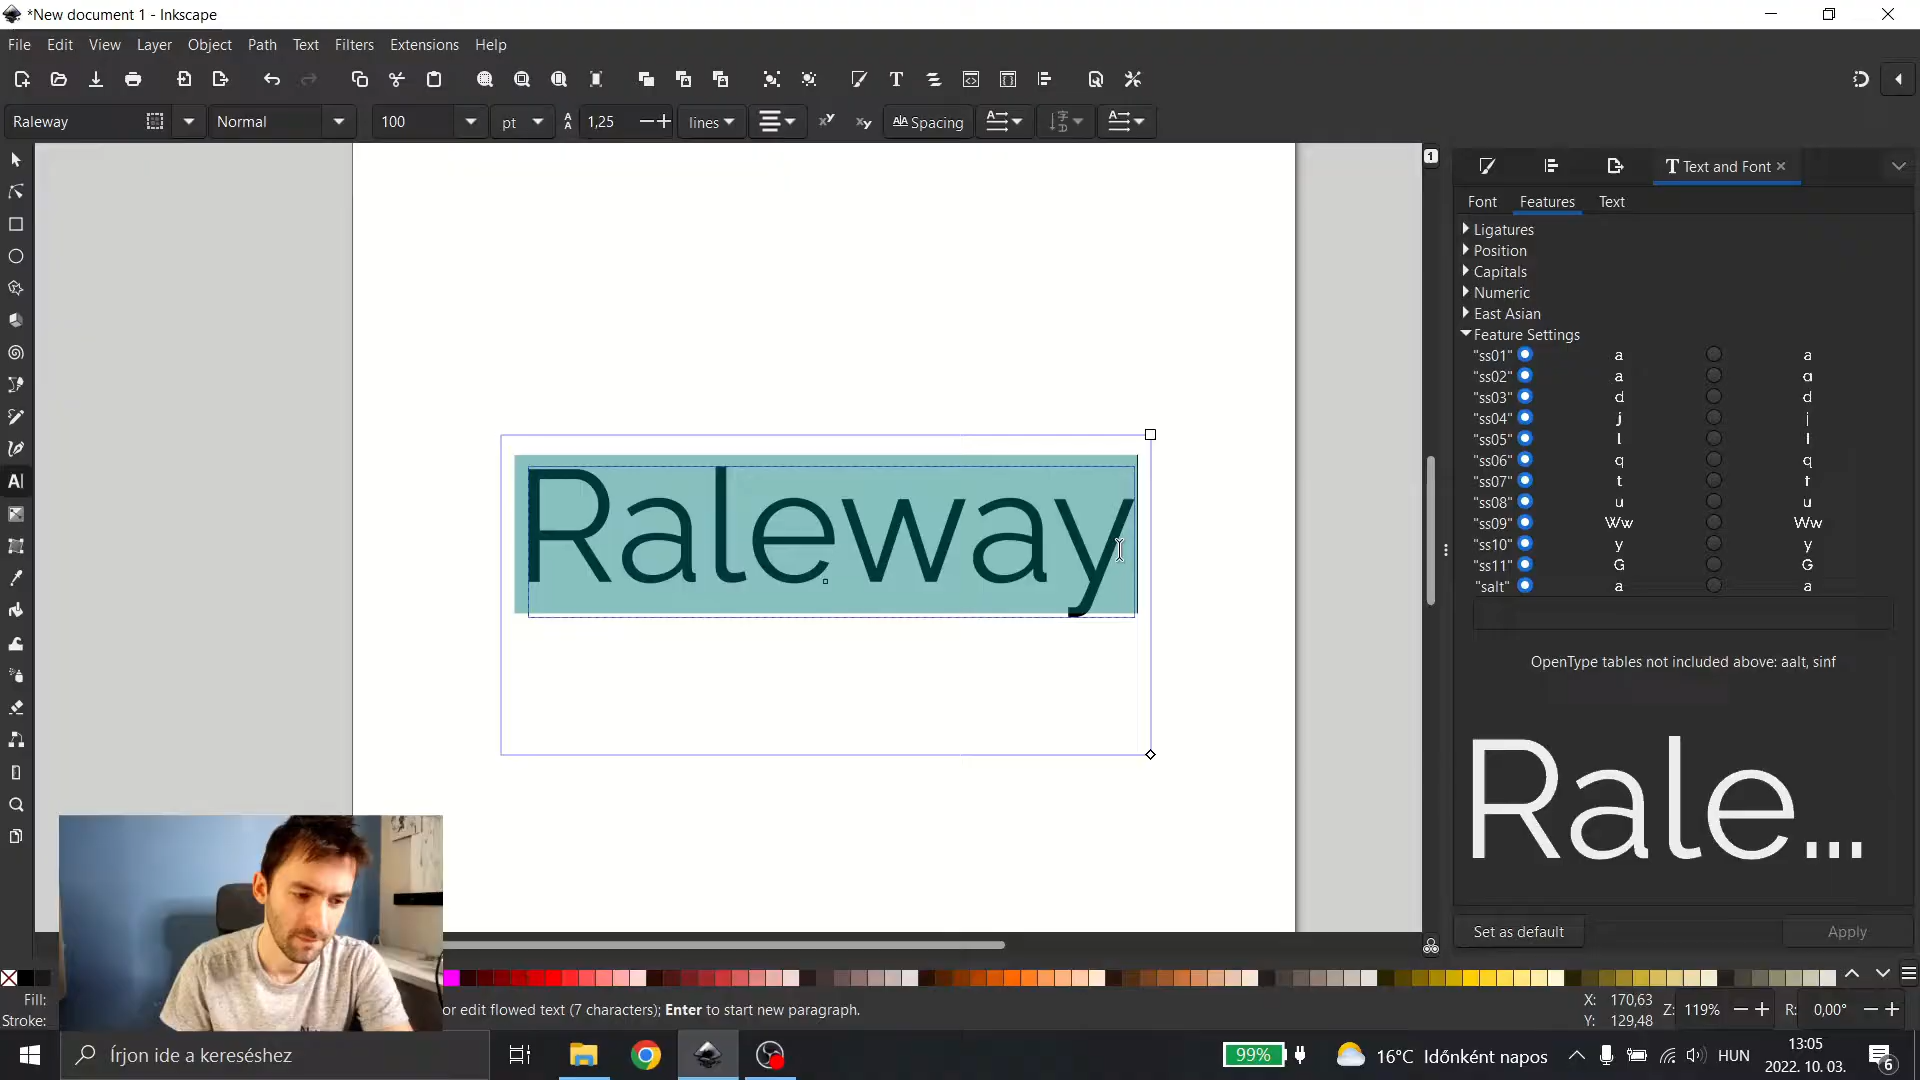 *New document 1 - Inkscape
File Edit View Layer Object Path Text Filters Extensions Help
Raleway Normal 100 pt 1,25 lines Spacing
1
Text and Font
Font Features Text
Ligatures
Position
Capitals
Numeric
East Asian
Feature Settings
"ss01" a a
"ss02" a a
"ss03" d d
"ss04" j j
"ss05" l l
"ss06" q q
"ss07" t t
"ss08" u u
"ss09" Ww Ww
"ss10" y y
"ss11" G G
"salt" a a
OpenType tables not included above: aalt, sinf
Raleway
Rale...
Set as default Apply
Fill:
Stroke:
or edit flowed text (7 characters); Enter to start new paragraph.
X: 170,63
Y: 129,48
Z: 119%
R: 0,00°
Írjon ide a kereséshez
99%
16°C Időnként napos
HUN
13:05
2022. 10. 03.
6